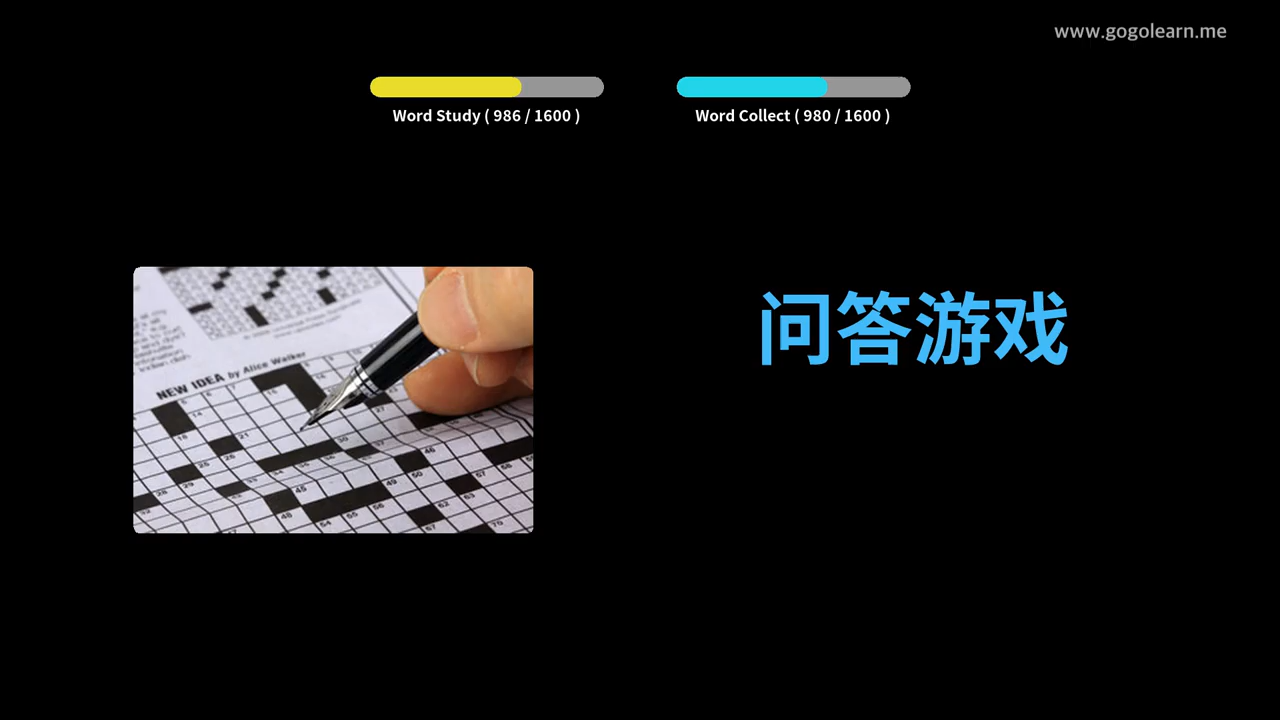 www.gogolearn.me
Word Study ( 986 / 1600 )
Word Collect ( 980 / 1600 )
问答游戏
NEW IDEA by Alice Walker